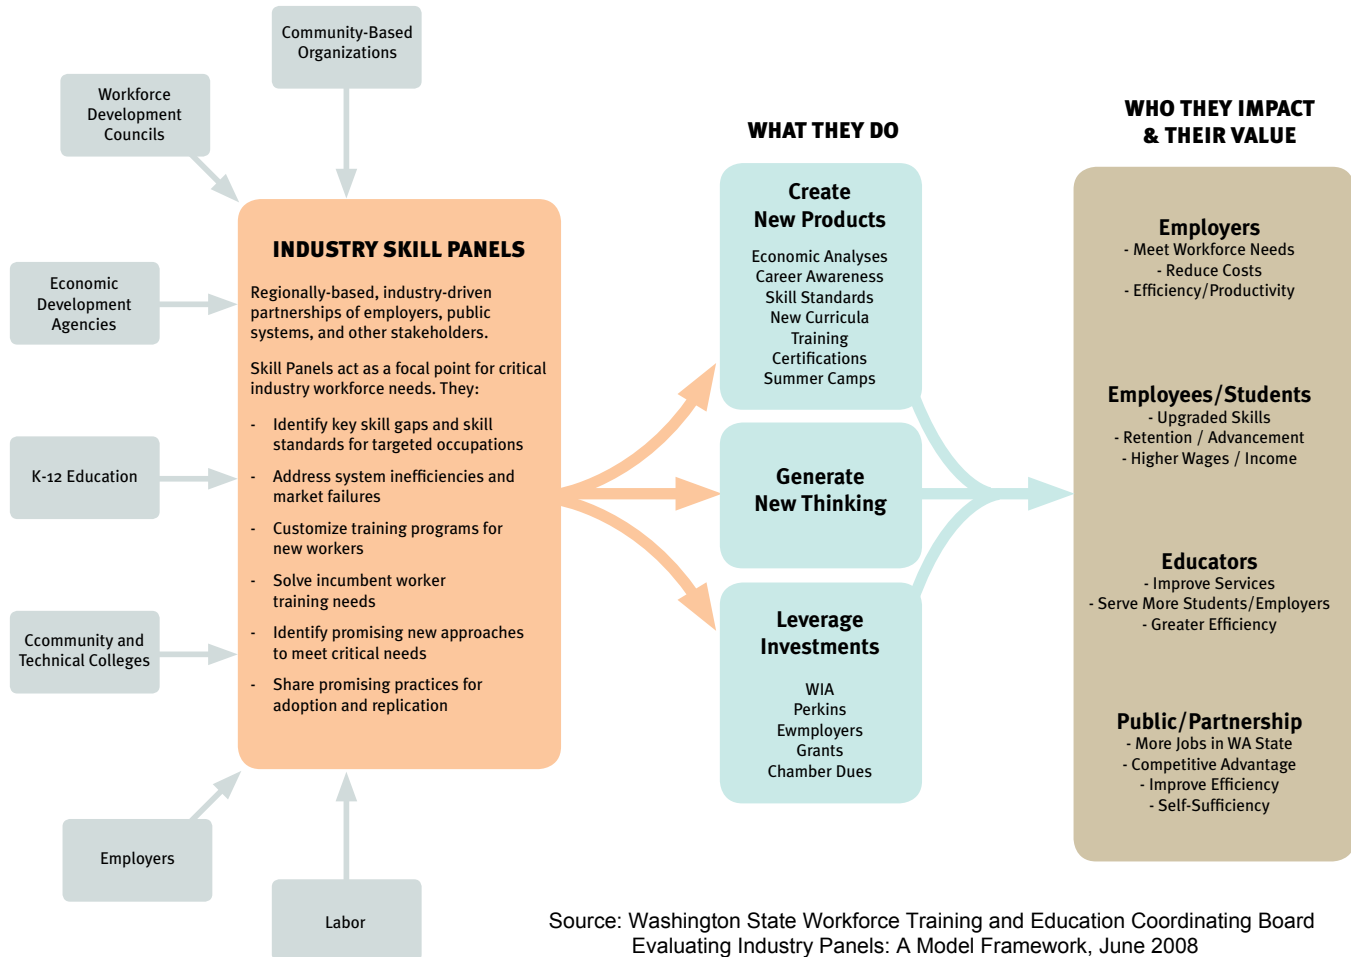 Community-Based
Organizations
Workforce
Development
Councils
Economic
Development
Agencies
K-12 Education
Ccommunity and
Technical Colleges
Employers
Labor
INDUSTRY SKILL PANELS
Regionally-based, industry-driven
partnerships of employers, public
systems, and other stakeholders.
Skill Panels act as a focal point for critical
industry workforce needs. They:
- Identify key skill gaps and skill
standards for targeted occupations
- Address system inefficiencies and
market failures
- Customize training programs for
new workers
- Solve incumbent worker
training needs
- Identify promising new approaches
to meet critical needs
- Share promising practices for
adoption and replication
WHAT THEY DO
Create
New Products
Economic Analyses
Career Awareness
Skill Standards
New Curricula
Training
Certifications
Summer Camps
Generate
New Thinking
Leverage
Investments
WIA
Perkins
Ewmployers
Grants
Chamber Dues
WHO THEY IMPACT
& THEIR VALUE
Employers
- Meet Workforce Needs
- Reduce Costs
- Efficiency/Productivity
Employees/Students
- Upgraded Skills
- Retention / Advancement
- Higher Wages / Income
Educators
- Improve Services
- Serve More Students/Employers
- Greater Efficiency
Public/Partnership
- More Jobs in WA State
- Competitive Advantage
- Improve Efficiency
- Self-Sufficiency
Source: Washington State Workforce Training and Education Coordinating Board
Evaluating Industry Panels: A Model Framework, June 2008